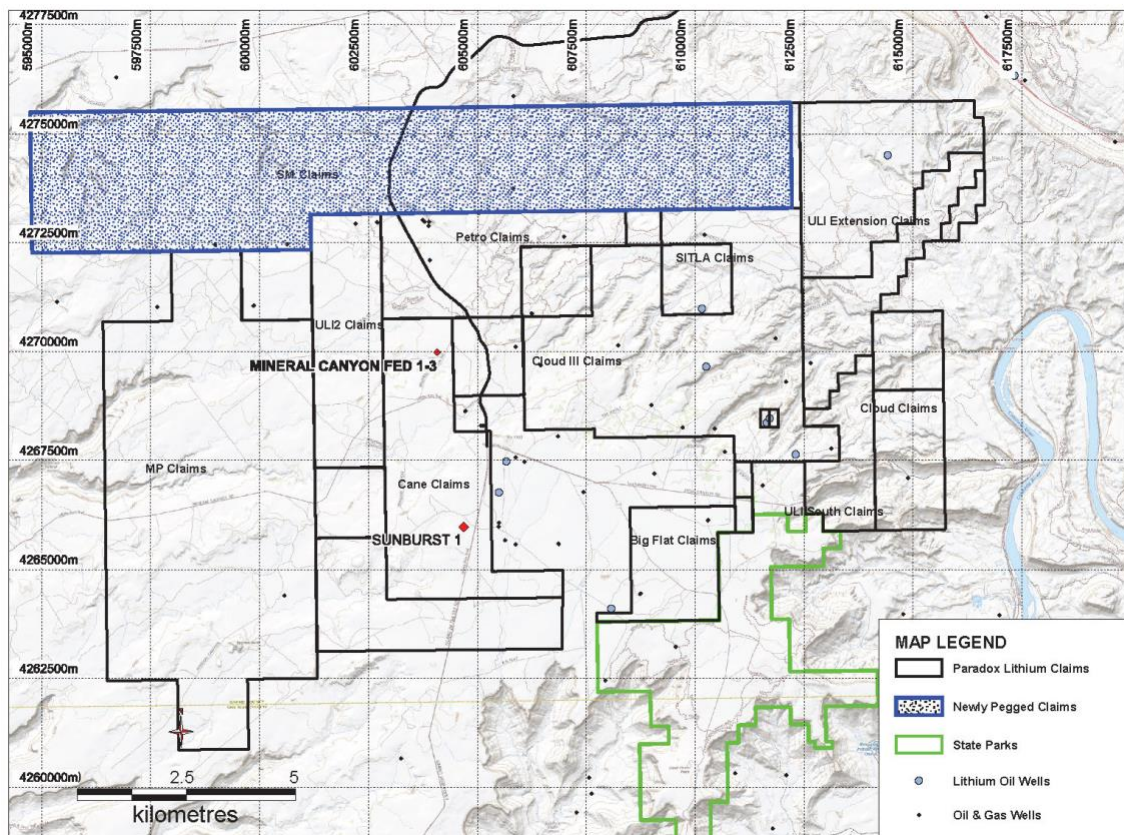 4277500m
595000m
597500m
600000m
602500m
605000m
607500m
610000m
612500m
615000m
617500m
4275000m
SM Claims
4272500m
Petro Claims
ULI Extension Claims
SITLA Claims
ULI2 Claims
4270000m
MINERAL CANYON FED 1-3
Cloud III Claims
Cloud Claims
4267500m
MP Claims
Cane Claims
ULI South Claims
SUNBURST 1
Big Flat Claims
4265000m
4262500m
N
4260000m
2.5
5
kilometres
MAP LEGEND
Paradox Lithium Claims
Newly Pegged Claims
State Parks
Lithium Oil Wells
Oil & Gas Wells